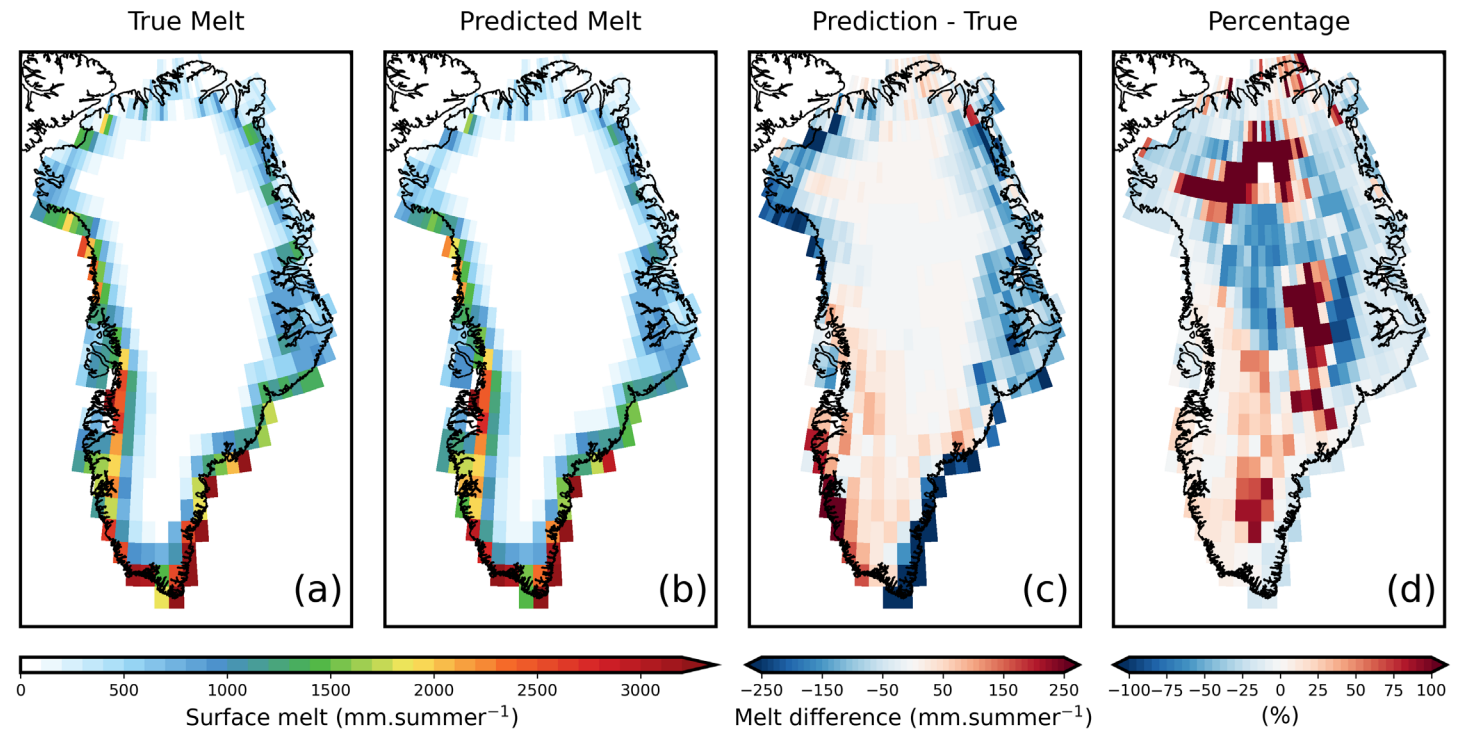 True Melt
Predicted Melt
Prediction - True
Percentage
(a)
(b)
(c)
(d)
0 500 1000 1500 2000 2500 3000
−250 −150 −50 50 150 250
−100 −75 −50 −25 0 25 50 75 100
Surface melt (mm.summer⁻¹)
Melt difference (mm.summer⁻¹)
(%)